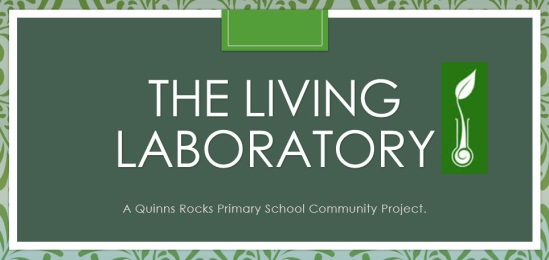 THE LIVING
LABORATORY
A Quinns Rocks Primary School Community Project.